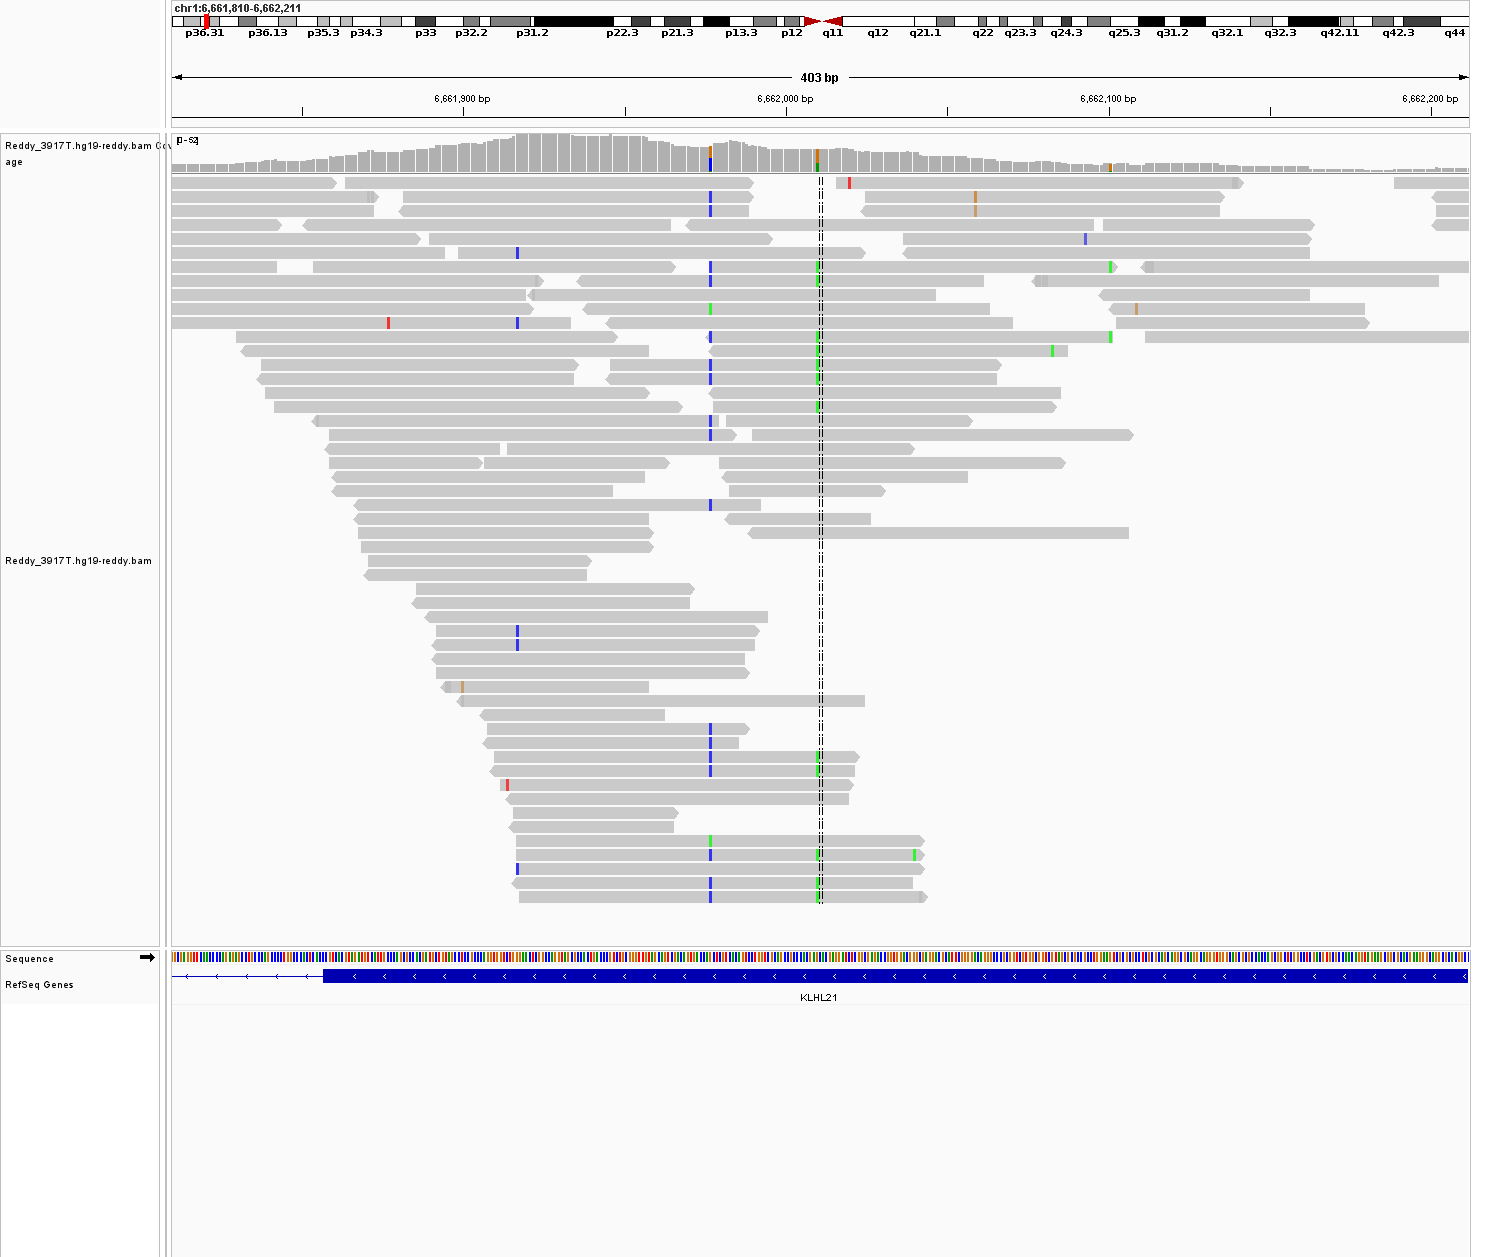 chr1:6,661,810-6,662,211
p36.31 p36.13 p35.3 p34.3 p33 p32.2 p31.2 p22.3 p21.3 p13.3 p12 q11 q12 q21.1 q22 q23.3 q24.3 q25.3 q31.2 q32.1 q32.3 q42.11 q42.3 q44
403 bp
6,661,900 bp 6,662,000 bp 6,662,100 bp 6,662,200 bp
[0-52]
Reddy_3917T.hg19-reddy.bam Cov
age
Reddy_3917T.hg19-reddy.bam
Sequence
RefSeq Genes
KLHL21